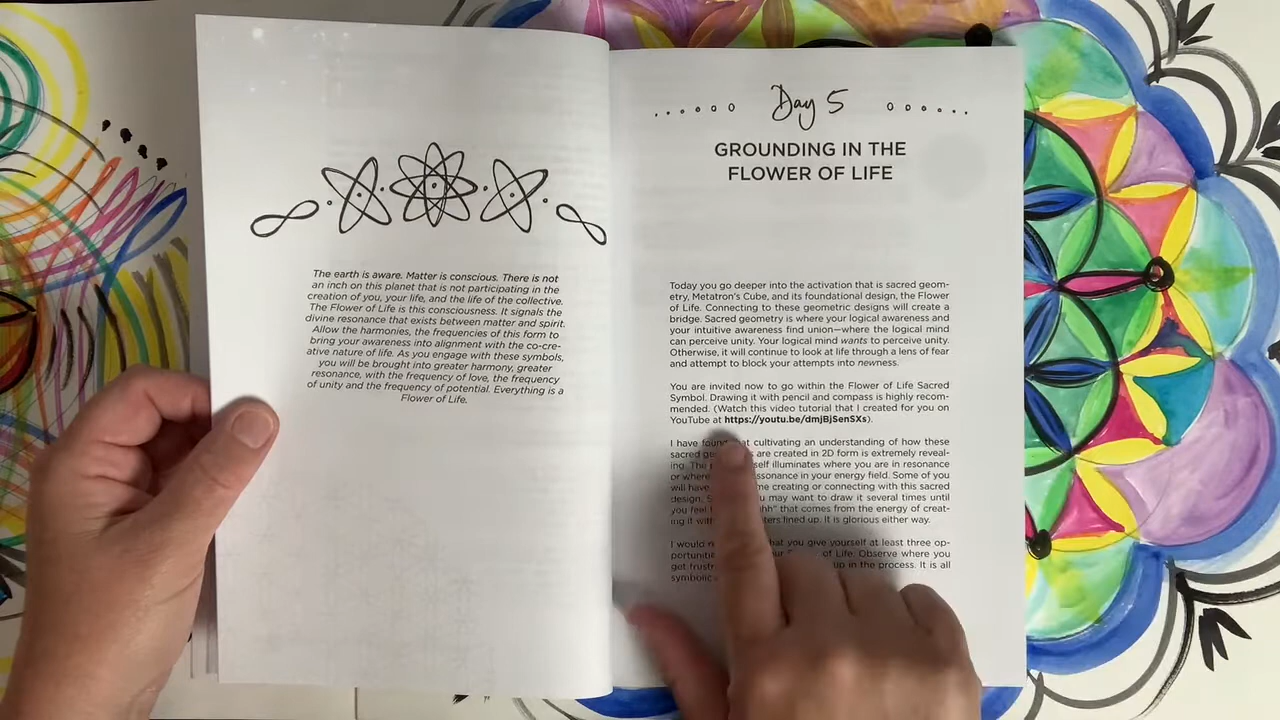 The earth is aware. Matter is conscious. There is not
an inch on this planet that is not participating in the
creation of you, your life, and the life of the collective.
The Flower of Life is this consciousness. It signals the
divine resonance that exists between matter and spirit.
Allow the harmonies, the frequencies of this form to
bring your awareness into alignment with the co-cre-
ative nature of life. As you engage with these symbols,
you will be brought into greater harmony, greater
resonance, with the frequency of love, the frequency
of unity and the frequency of potential. Everything is a
Flower of Life.
Day 5
GROUNDING IN THE
FLOWER OF LIFE
Today you go deeper into the activation that is sacred geom-
etry, Metatron's Cube, and its foundational design, the Flower
of Life. Connecting to these geometric designs will create a
bridge. Sacred geometry is where your logical awareness and
your intuitive awareness find union—where the logical mind
can perceive unity. Your logical mind wants to perceive unity.
Otherwise, it will continue to look at life through a lens of fear
and attempt to block your attempts into newness.
You are invited now to go within the Flower of Life Sacred
Symbol. Drawing it with pencil and compass is highly recom-
mended. (Watch this video tutorial that I created for you on
YouTube at https://youtu.be/dmjBjSenSXs).
I have found cultivating an understanding of how these
sacred are created in 2D form is extremely reveal-
ing. The illuminates where you are in resonance
or where in your energy field. Some of you
will have creating or connecting with this sacred
design. may want to draw it several times until
you feel that comes from the energy of creat-
ing it lined up. It is glorious either way.
I would that you give yourself at least three op-
of Life. Observe where you
get up in the process. It is all